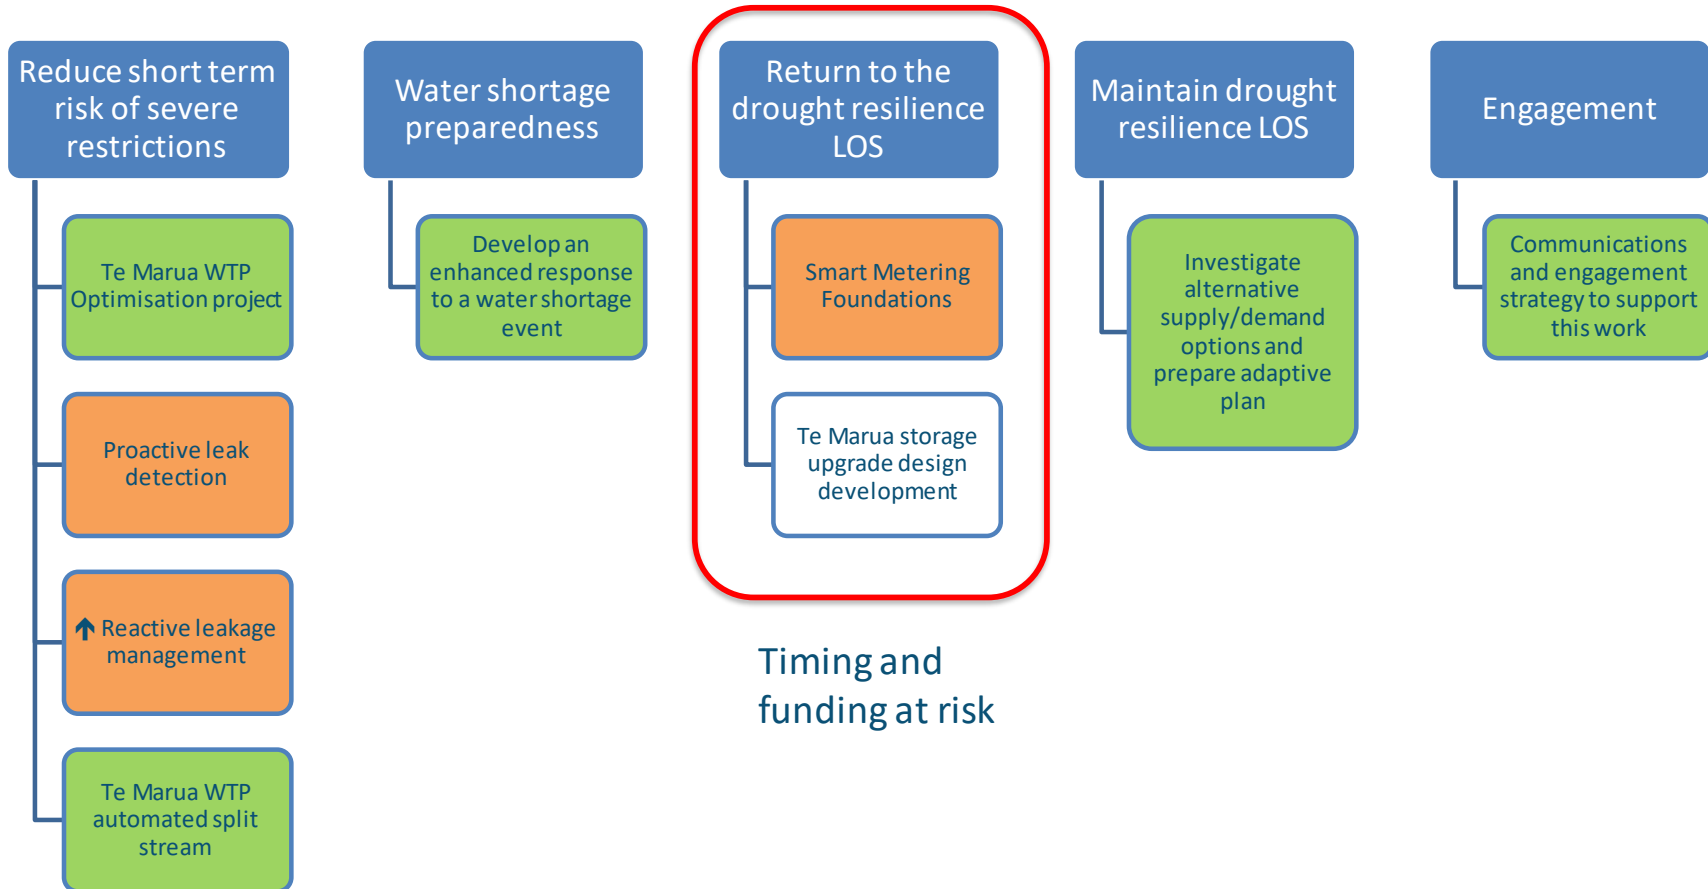 Reduce short term
risk of severe
restrictions
Te Marua WTP
Optimisation project
Proactive leak
detection
↑ Reactive leakage
management
Te Marua WTP
automated split
stream
Water shortage
preparedness
Develop an
enhanced response
to a water shortage
event
Return to the
drought resilience
LOS
Smart Metering
Foundations
Te Marua storage
upgrade design
development
Timing and
funding at risk
Maintain drought
resilience LOS
Investigate
alternative
supply/demand
options and
prepare adaptive
plan
Engagement
Communications
and engagement
strategy to support
this work